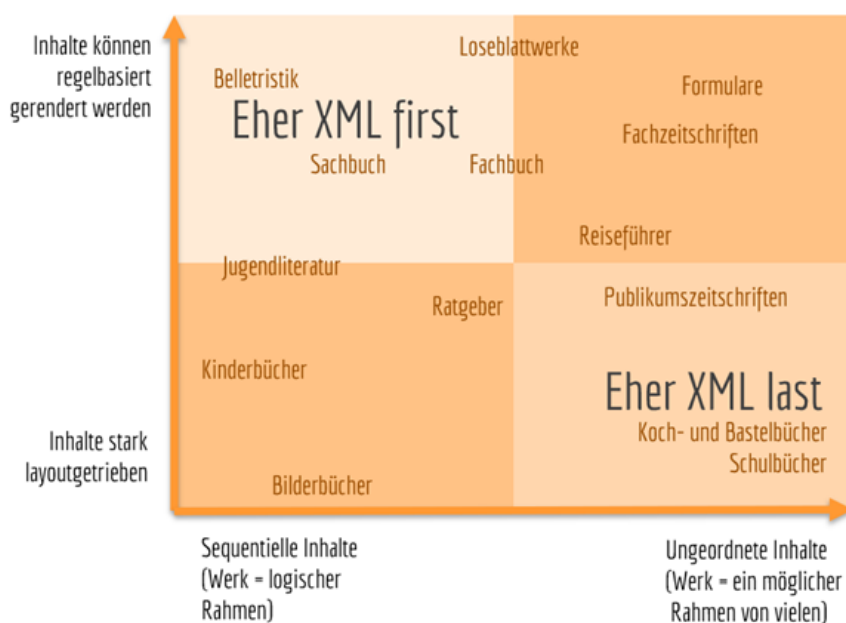 Inhalte können
regelbasiert
gerendert werden
Loseblattwerke
Belletristik
Formulare
Eher XML first
Fachzeitschriften
Sachbuch
Fachbuch
Reiseführer
Jugendliteratur
Ratgeber
Publikumszeitschriften
Kinderbücher
Eher XML last
Koch- und Bastelbücher
Schulbücher
Inhalte stark
layoutgetrieben
Bilderbücher
Sequentielle Inhalte
(Werk = logischer
Rahmen)
Ungeordnete Inhalte
(Werk = ein möglicher
Rahmen von vielen)